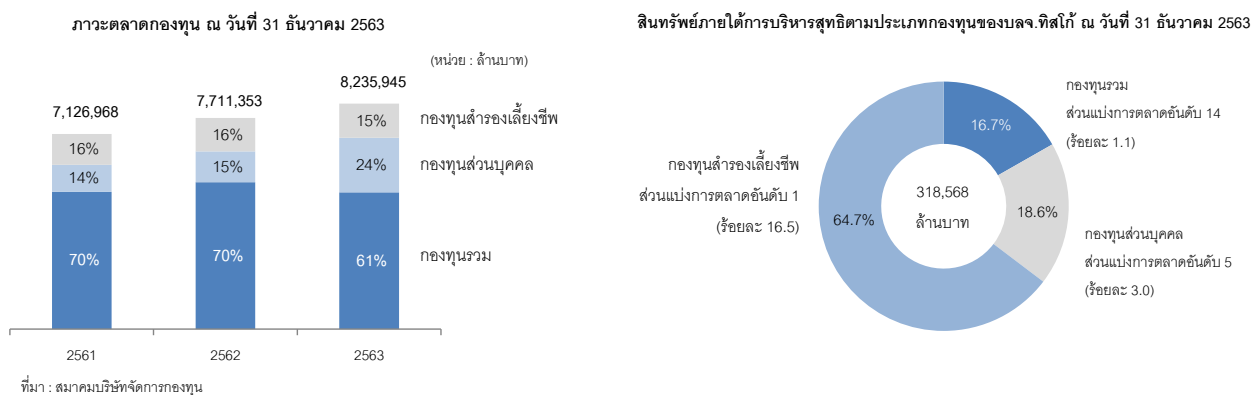 ภาวะตลาดกองทุน ณ วันที่ 31 ธันวาคม 2563
(หน่วย : ล้านบาท)
7,126,968
7,711,353
8,235,945
16%
16%
15%
กองทุนสำรองเลี้ยงชีพ
14%
15%
24%
กองทุนส่วนบุคคล
70%
70%
61%
กองทุนรวม
2561
2562
2563
ที่มา : สมาคมบริษัทจัดการกองทุน
สินทรัพย์ภายใต้การบริหารสุทธิตามประเภทกองทุนของบลจ.ทิสโก้ ณ วันที่ 31 ธันวาคม 2563
กองทุนรวม
ส่วนแบ่งการตลาดอันดับ 14
(ร้อยละ 1.1)
16.7%
กองทุนสำรองเลี้ยงชีพ
ส่วนแบ่งการตลาดอันดับ 1
(ร้อยละ 16.5)
64.7%
318,568
ล้านบาท
18.6%
กองทุนส่วนบุคคล
ส่วนแบ่งการตลาดอันดับ 5
(ร้อยละ 3.0)